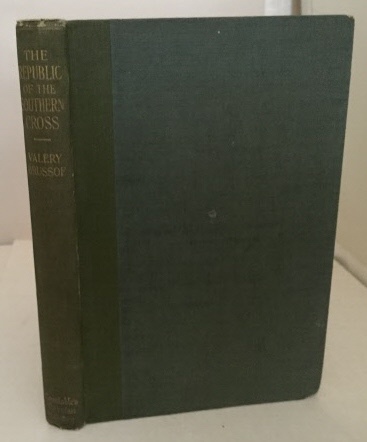 THE
REPUBLIC
OF THE
SOUTHERN
CROSS
VALERY
BRUSSOF